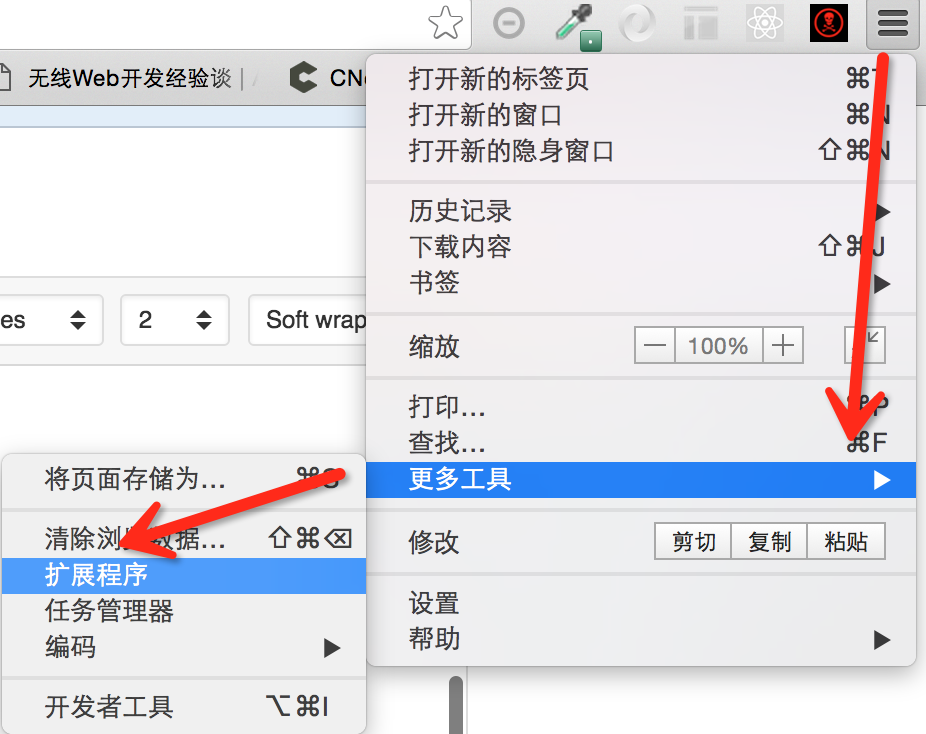 无线Web开发经验谈
打开新的标签页 ⌘
打开新的窗口 ⌘N
打开新的隐身窗口 ⇧⌘N
历史记录 ▶
下载内容 ⇧⌘J
书签 ▶
es
2
Soft wrap
缩放 — 100% +
打印... ⌘P
查找... ⌘F
更多工具 ▶
修改 剪切 复制 粘贴
设置
帮助 ▶
将页面存储为... ⌘S
清除浏览数据... ⇧⌘⌫
扩展程序
任务管理器
编码 ▶
开发者工具 ⌥⌘I